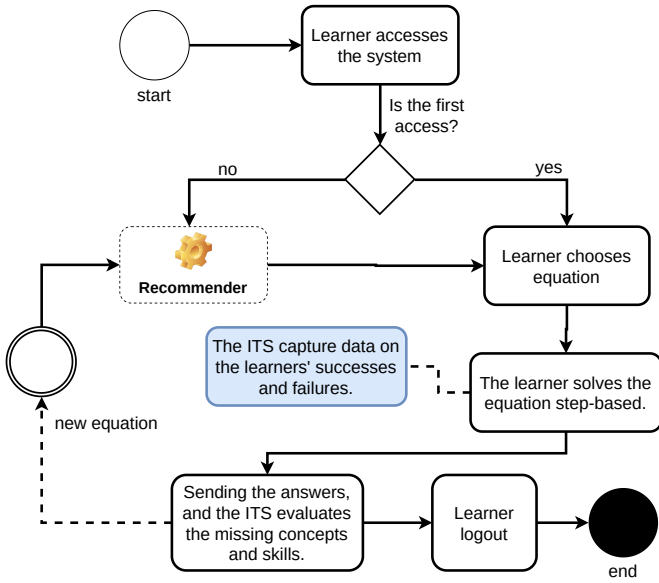 Learner accesses
the system
start
Is the first
access?
no
yes
Recommender
Learner chooses
equation
The ITS capture data on
the learners' successes
and failures.
The learner solves the
equation step-based.
new equation
Sending the answers,
and the ITS evaluates
the missing concepts
and skills.
Learner
logout
end